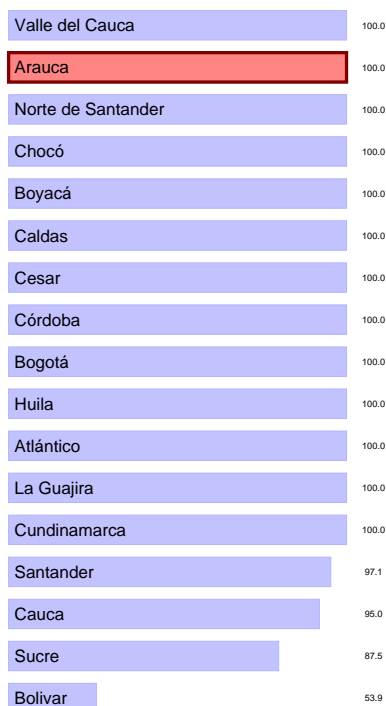 Valle del Cauca 100.0
Arauca 100.0
Norte de Santander 100.0
Chocó 100.0
Boyacá 100.0
Caldas 100.0
Cesar 100.0
Córdoba 100.0
Bogotá 100.0
Huila 100.0
Atlántico 100.0
La Guajira 100.0
Cundinamarca 100.0
Santander 97.1
Cauca 95.0
Sucre 87.5
Bolivar 53.9